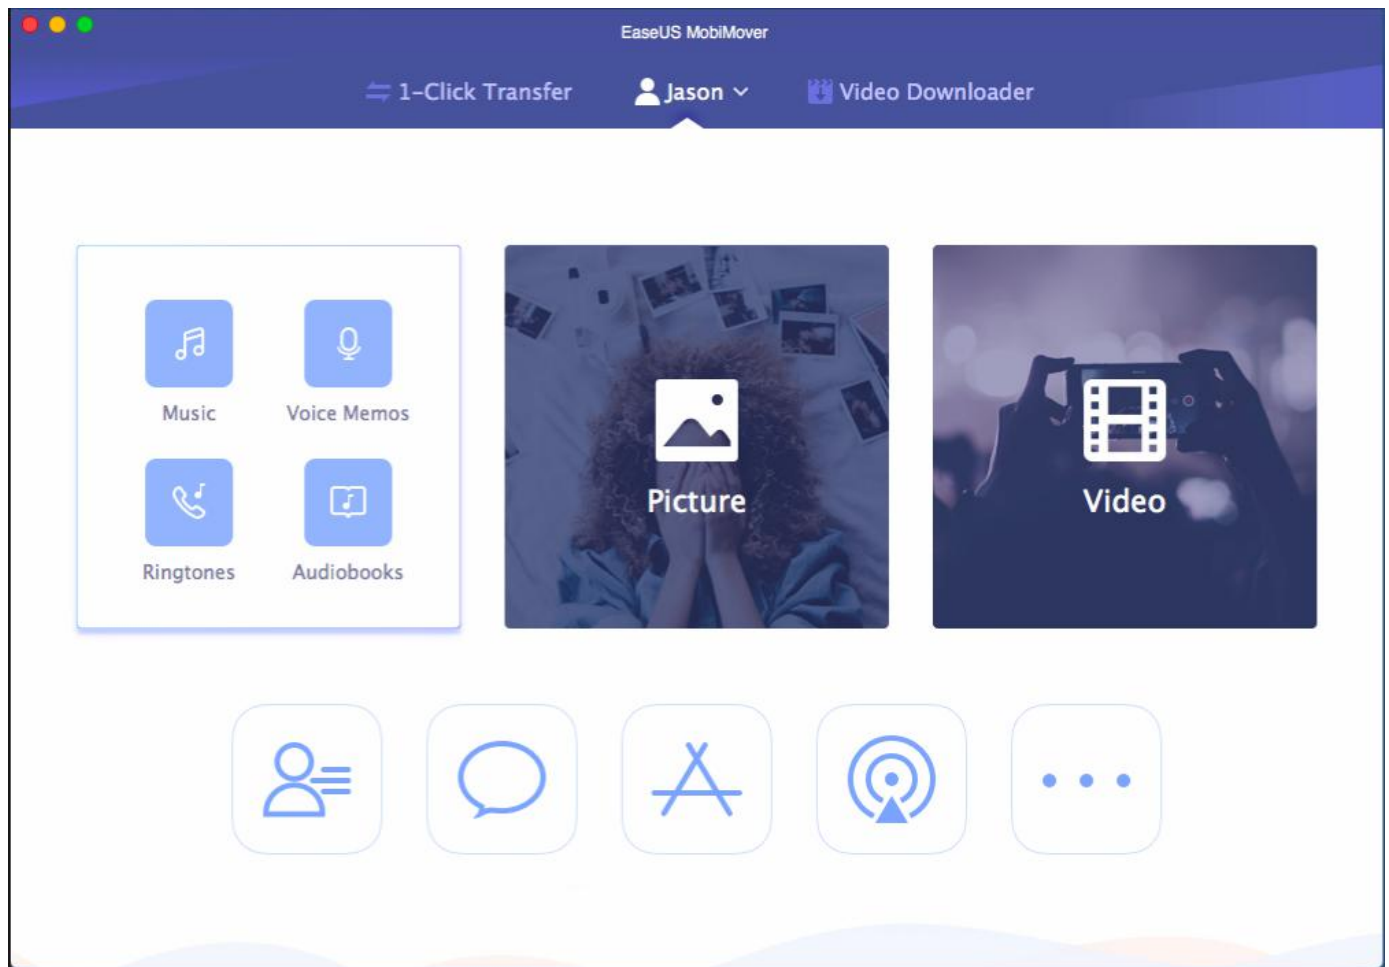 EaseUS MobiMover
1-Click Transfer
Jason
Video Downloader
Music
Voice Memos
Ringtones
Audiobooks
Picture
Video